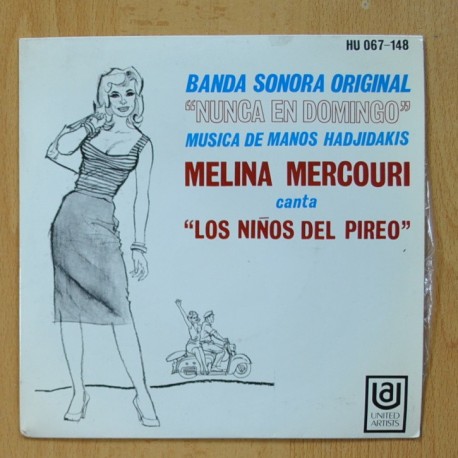 HU 067-148
BANDA SONORA ORIGINAL
"NUNCA EN DOMINGO"
MUSICA DE MANOS HADJIDAKIS
MELINA MERCOURI
canta
"LOS NIÑOS DEL PIREO"
UA
UNITED
ARTISTS